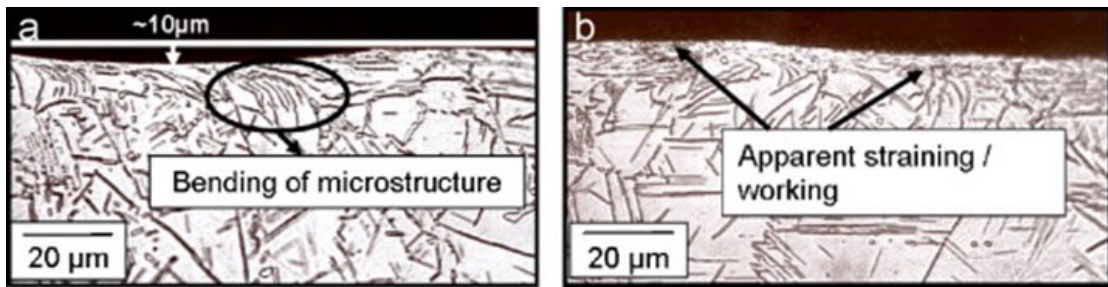 a
~10µm
Bending of microstructure
20 µm
b
Apparent straining /
working
20 µm